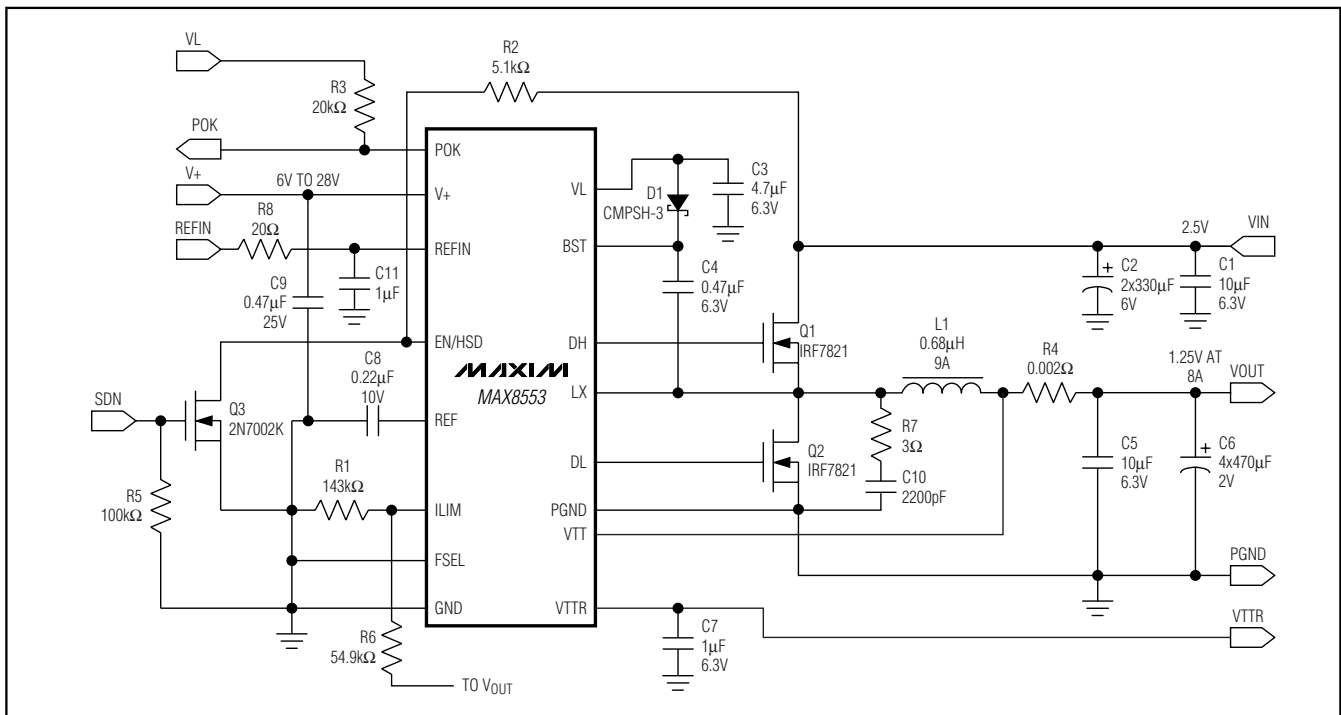 VL
R3
20kΩ
POK
V+
6V TO 28V
REFIN
R8
20Ω
C9
0.47μF
25V
C11
1μF
C8
0.22μF
10V
SDN
Q3
2N7002K
R5
100kΩ
R1
143kΩ
R6
54.9kΩ
TO VOUT
R2
5.1kΩ
POK
V+
REFIN
EN/HSD
REF
ILIM
FSEL
GND
MAXIM
MAX8553
VL
BST
DH
LX
DL
PGND
VTT
VTTR
D1
CMPSH-3
C3
4.7μF
6.3V
C4
0.47μF
6.3V
Q1
IRF7821
Q2
IRF7821
L1
0.68μH
9A
R7
3Ω
C10
2200pF
R4
0.002Ω
2.5V
VIN
C2
2x330μF
6V
C1
10μF
6.3V
1.25V AT
8A
VOUT
C5
10μF
6.3V
C6
4x470μF
2V
PGND
C7
1μF
6.3V
VTTR